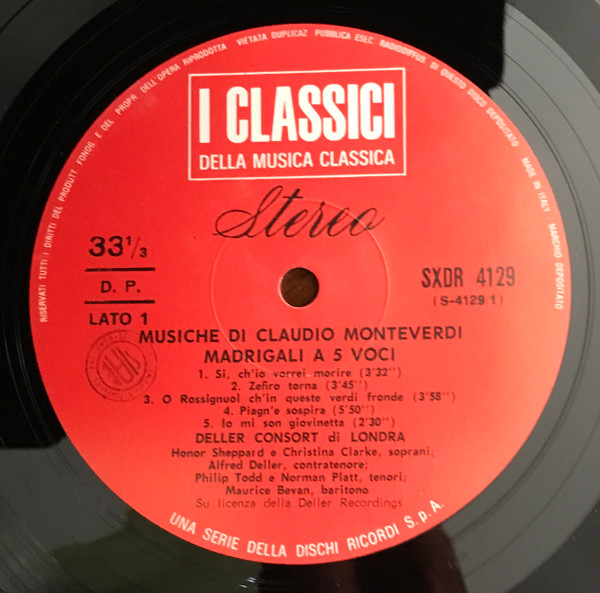 RISERVATI TUTTI I DIRITTI DEL PRODUTT. FONOG. E DEL PROPR. DELL'OPERA RIPRODOTTA VIETATA DUPLICAZ. PUBBLICA ESEC. RADIODIFFUS. DI QUESTO DISCO DEPOSITATO
MADE IN ITALY MARCHIO DEPOSITATO
I CLASSICI
DELLA MUSICA CLASSICA
Stereo
33 1/3
D. P.
LATO 1
SXDR 4129
(S-4129 1)
MUSICHE DI CLAUDIO MONTEVERDI
MADRIGALI A 5 VOCI
1. Si, ch'io vorrei morire (3'32'')
2. Zefiro torna (3'45'')
3. O Rossignuol ch'in queste verdi fronde (3'58'')
4. Piagn'e sospira (5'50'')
5. Io mi son giovinetta (2'30'')
DELLER CONSORT di LONDRA
Honor Sheppard e Christina Clarke, soprani;
Alfred Deller, contratenore;
Philip Todd e Norman Platt, tenori;
Maurice Bevan, baritono
Su licenza della Deller Recordings
UNA SERIE DELLA DISCHI RICORDI S.p.A.